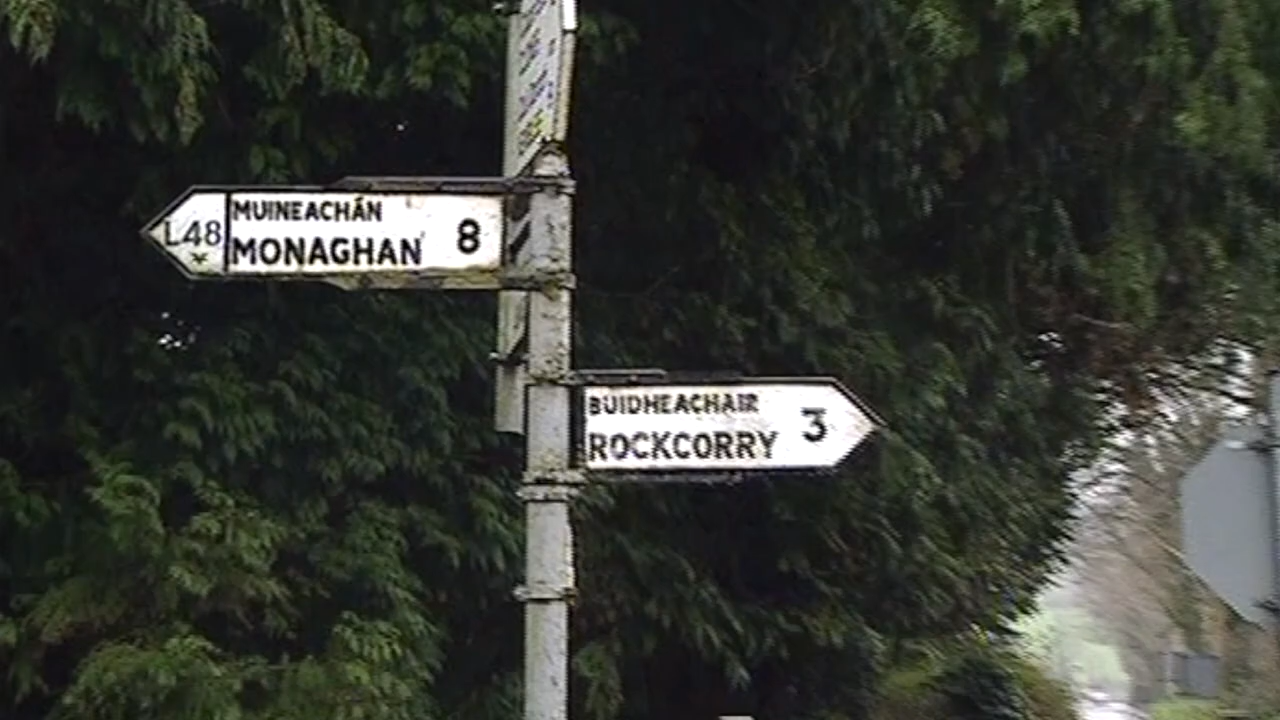 L48
MUINEACHÁN
MONAGHAN 8
BUIDHEACHAIR
ROCKCORRY 3